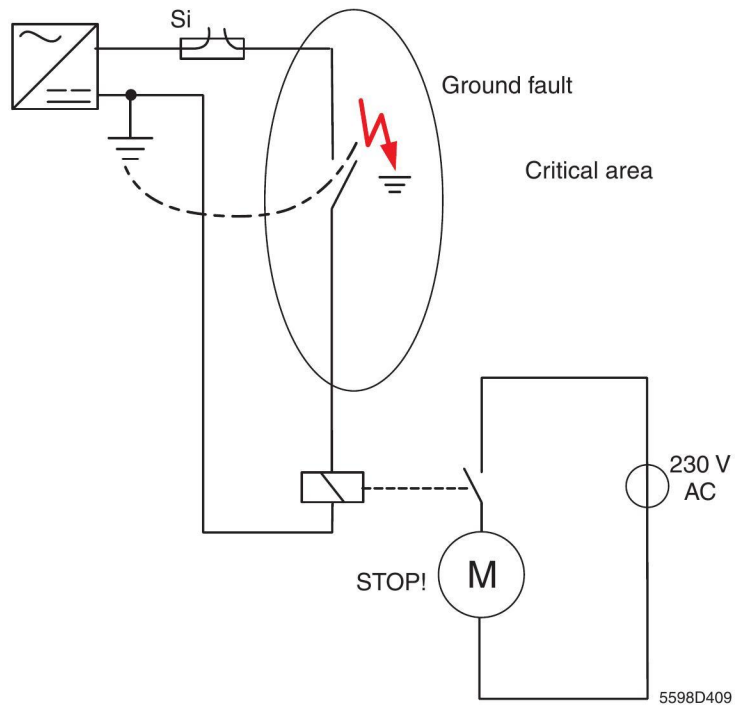 Si
Ground fault
Critical area
230 V
AC
STOP!
M
5598D409